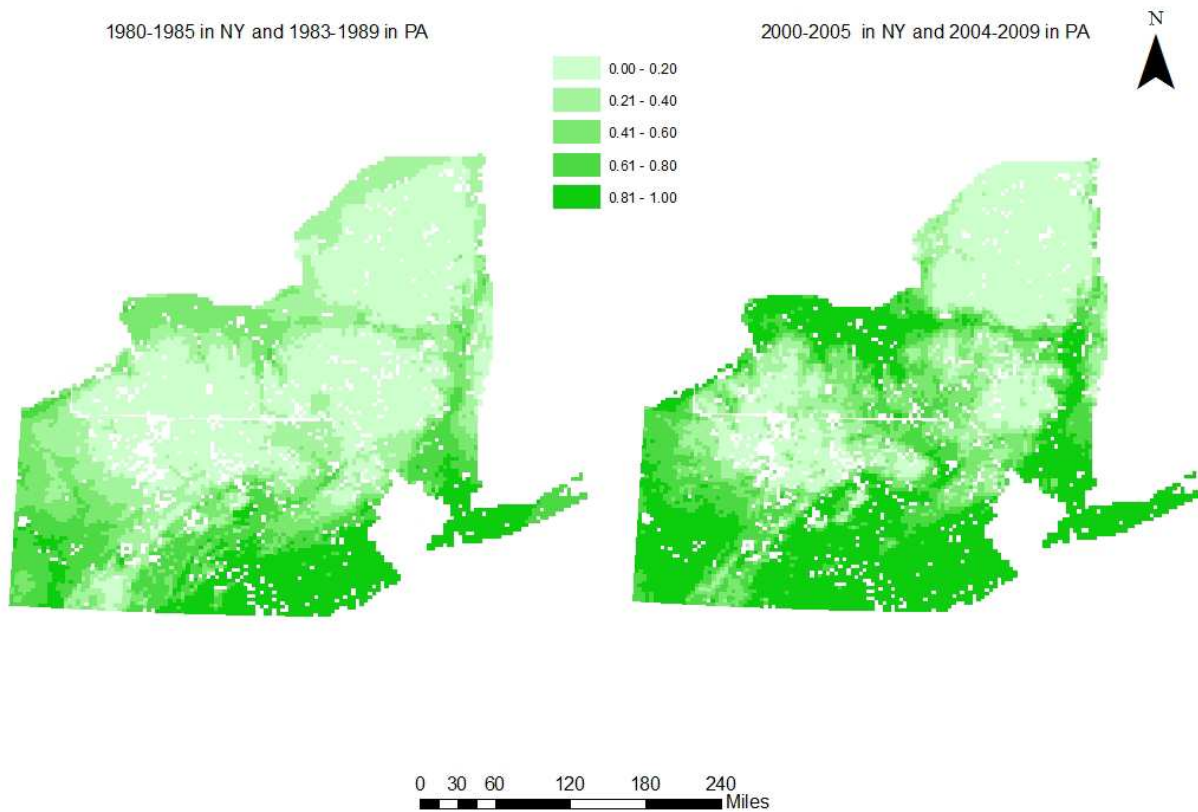 1980-1985 in NY and 1983-1989 in PA
2000-2005 in NY and 2004-2009 in PA
N
0.00 - 0.20
0.21 - 0.40
0.41 - 0.60
0.61 - 0.80
0.81 - 1.00
0 30 60 120 180 240
Miles